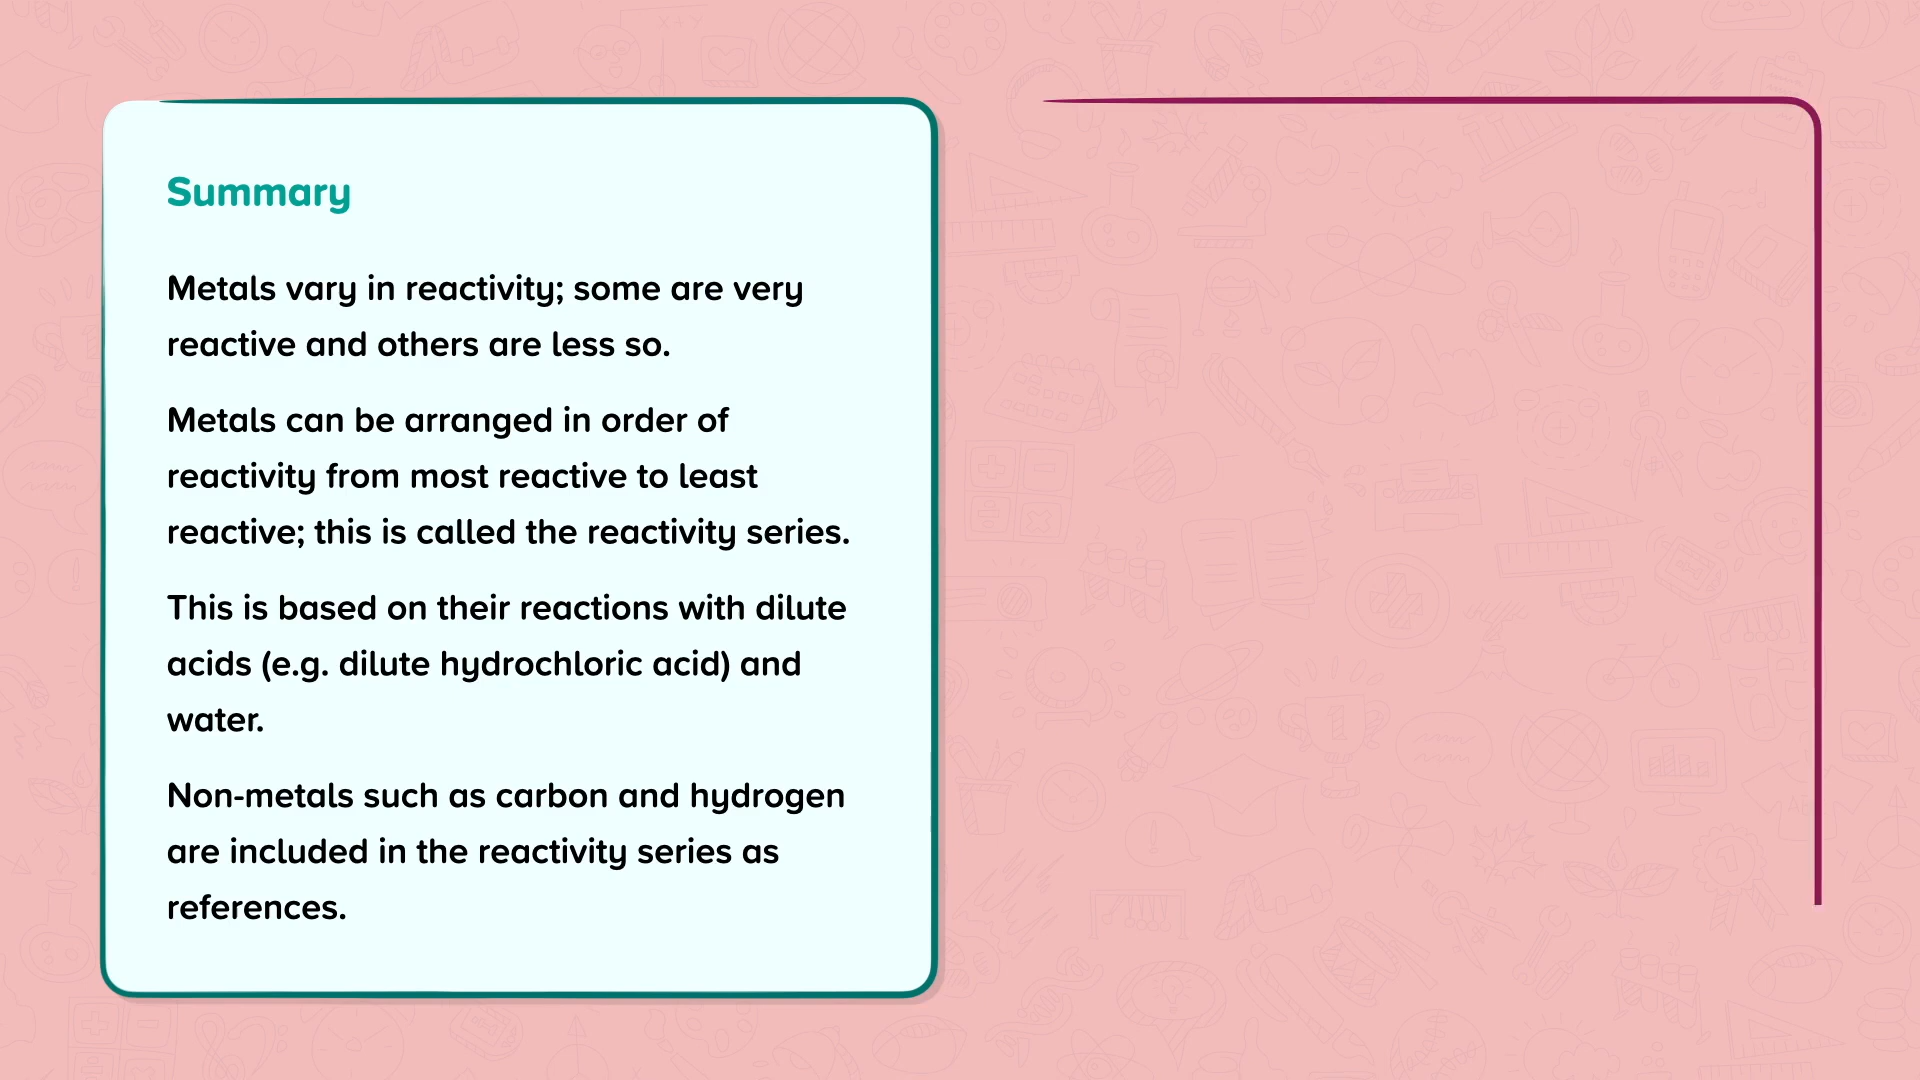 Summary
Metals vary in reactivity; some are very
reactive and others are less so.
Metals can be arranged in order of
reactivity from most reactive to least
reactive; this is called the reactivity series.
This is based on their reactions with dilute
acids (e.g. dilute hydrochloric acid) and
water.
Non-metals such as carbon and hydrogen
are included in the reactivity series as
references.